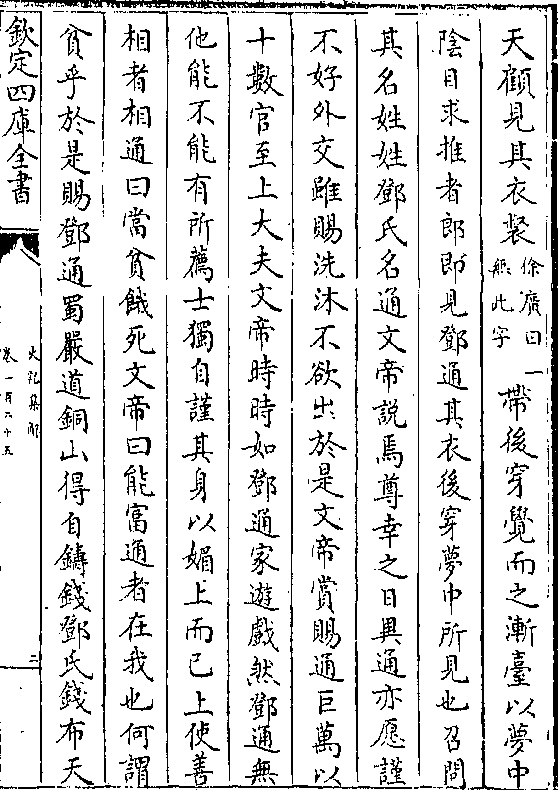 天顧見其衣裻徐廣曰一無此字帶後穿覺而之漸臺以夢中
陰目求推者郎即見鄧通其衣後穿夢中所見也召問
其名姓姓鄧氏名通文帝説焉尊幸之日異通亦愿謹
不好外交雖賜洗沐不欲出於是文帝賞賜通巨萬以
十數官至上大夫文帝時時如鄧通家遊戲然鄧通無
他能不能有所薦士獨自謹其身以媚上而已上使善
相者相通曰當貧餓死文帝曰能富通者在我也何謂
貧乎於是賜鄧通蜀嚴道銅山得自鑄錢鄧氏錢布天
欽定四庫全書
史記集解
卷一百二十五
二